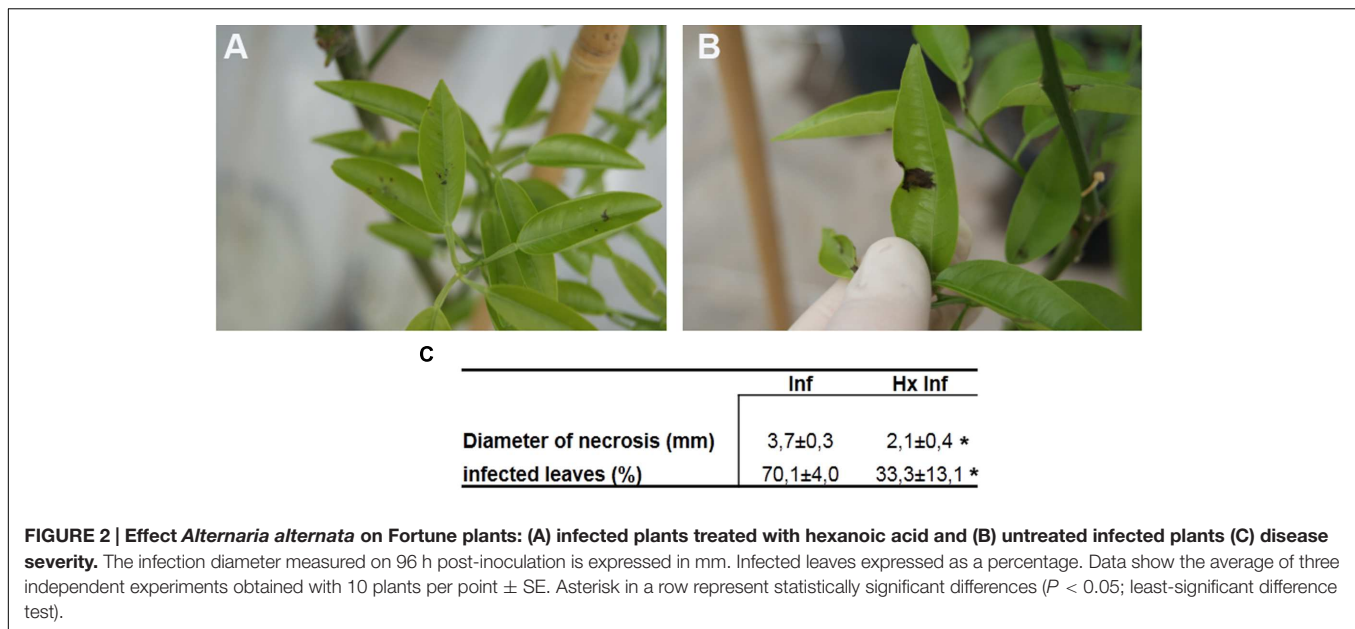 A
B
C
Inf Hx Inf
Diameter of necrosis (mm) 3,7±0,3 2,1±0,4 *
infected leaves (%) 70,1±4,0 33,3±13,1 *
FIGURE 2 | Effect Alternaria alternata on Fortune plants: (A) infected plants treated with hexanoic acid and (B) untreated infected plants (C) disease
severity. The infection diameter measured on 96 h post-inoculation is expressed in mm. Infected leaves expressed as a percentage. Data show the average of three
independent experiments obtained with 10 plants per point ± SE. Asterisk in a row represent statistically significant differences (P < 0.05; least-significant difference
test).